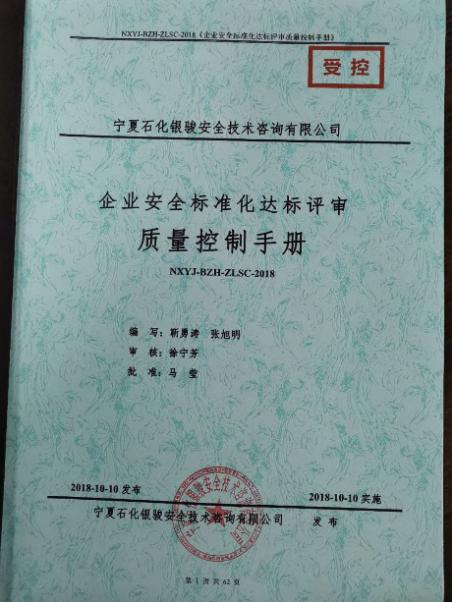 NXYJ-BZH-ZLSC-2018《企业安全标准化达标评审质量控制手册》
受控
宁夏石化银骏安全技术咨询有限公司
企业安全标准化达标评审
质量控制手册
NXYJ-BZH-ZLSC-2018
编 写：靳勇涛 张旭明
审 核：徐宁芳
批 准：马 莹
2018-10-10 发布
2018-10-10 实施
宁夏石化银骏安全技术咨询有限公司 发 布
第 1 页 共 62 页